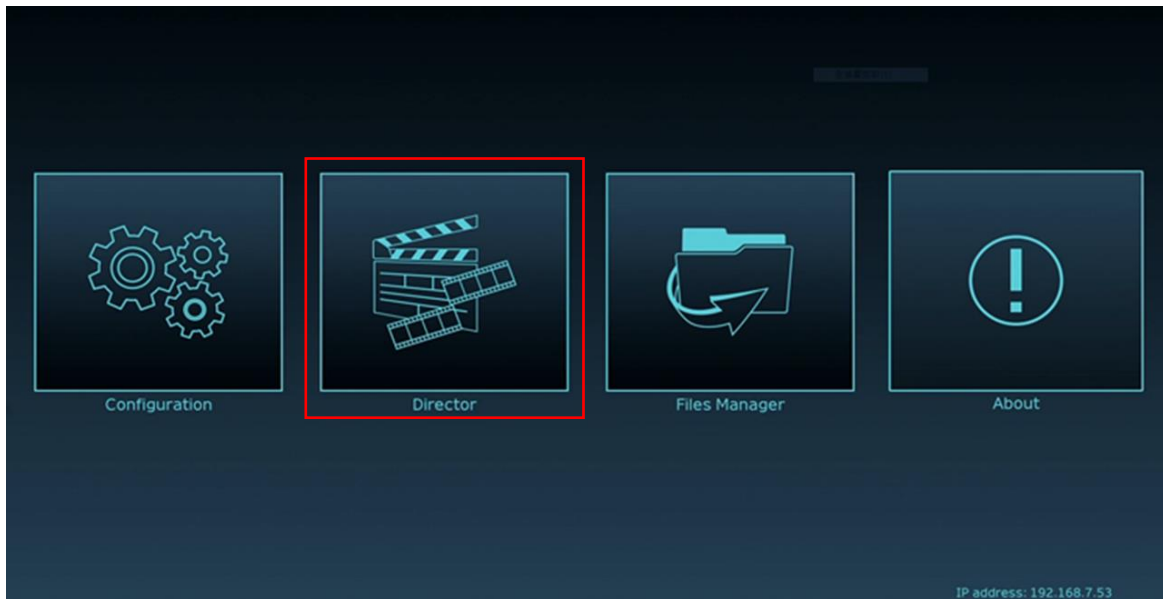 Configuration
Director
Files Manager
About
IP address: 192.168.7.53